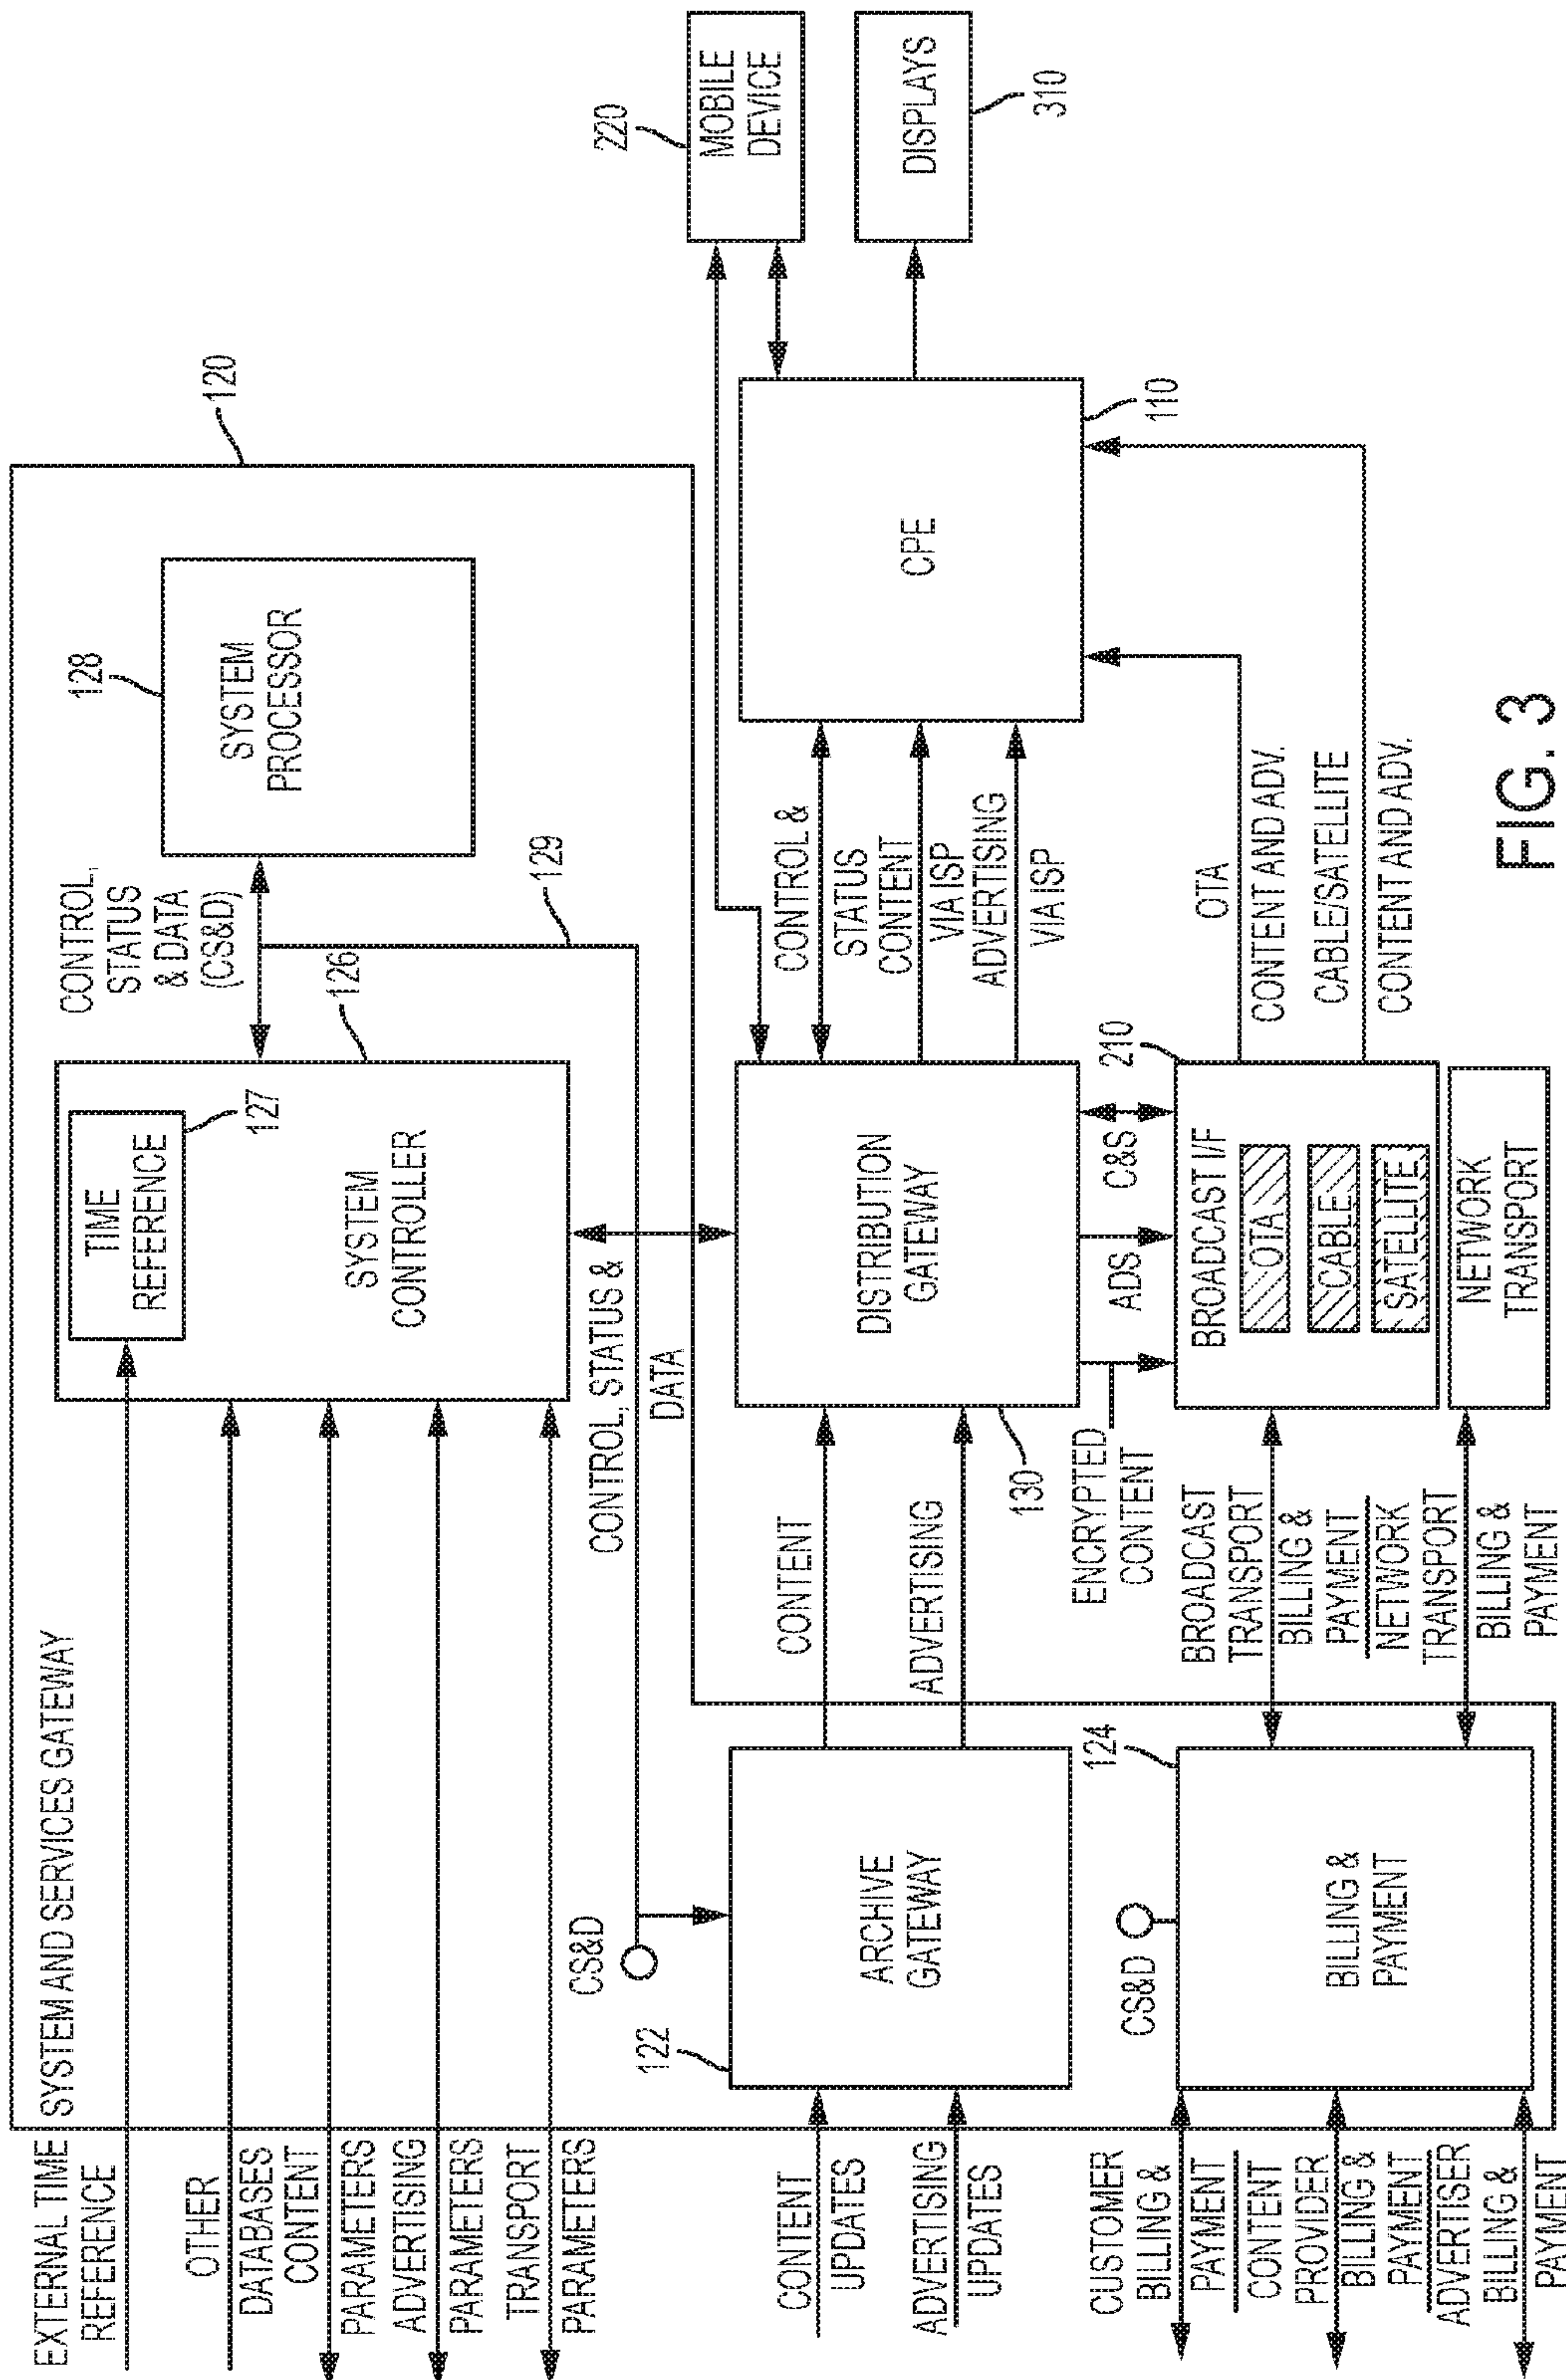 SYSTEM AND SERVICES GATEWAY
120
EXTERNAL TIME
REFERENCE
OTHER
DATABASES
CONTENT
PARAMETERS
ADVERTISING
PARAMETERS
TRANSPORT
PARAMETERS
TIME
REFERENCE
127
SYSTEM
CONTROLLER
126
CONTROL,
STATUS
& DATA
(CS&D)
128
SYSTEM
PROCESSOR
129
CONTROL, STATUS &
DATA
CS&D
122
CONTENT
UPDATES
ADVERTISING
UPDATES
ARCHIVE
GATEWAY
CONTENT
ADVERTISING
DISTRIBUTION
GATEWAY
130
CONTROL &
STATUS
CONTENT
VIA ISP
ADVERTISING
VIA ISP
CPE
110
220
MOBILE
DEVICE
DISPLAYS
310
ENCRYPTED
CONTENT
ADS
C&S
210
BROADCAST I/F
OTA
CABLE
SATELLITE
NETWORK
TRANSPORT
OTA
CONTENT AND ADV.
CABLE/SATELLITE
CONTENT AND ADV.
CS&D
124
BILLING &
PAYMENT
CUSTOMER
BILLING &
PAYMENT
CONTENT
PROVIDER
BILLING &
PAYMENT
ADVERTISER
BILLING &
PAYMENT
BROADCAST
TRANSPORT
BILLING &
PAYMENT
NETWORK
TRANSPORT
BILLING &
PAYMENT
FIG. 3